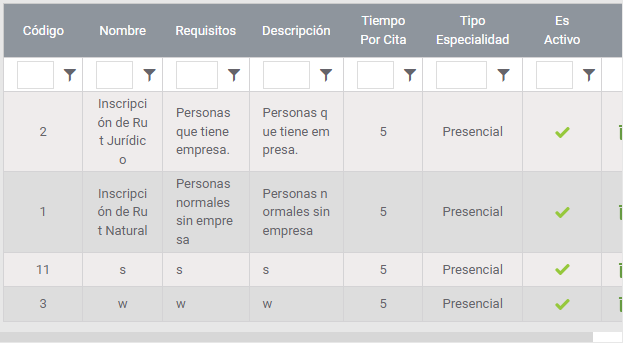 Código Nombre Requisitos Descripción Tiempo Por Cita Tipo Especialidad Es Activo
2 Inscripci ón de Ru t Jurídic o Personas que tiene empresa. Personas q ue tiene em presa. 5 Presencial
1 Inscripci ón de Ru t Natural Personas normales sin empre sa Personas n ormales sin empresa 5 Presencial
11 s s s 5 Presencial
3 w w w 5 Presencial